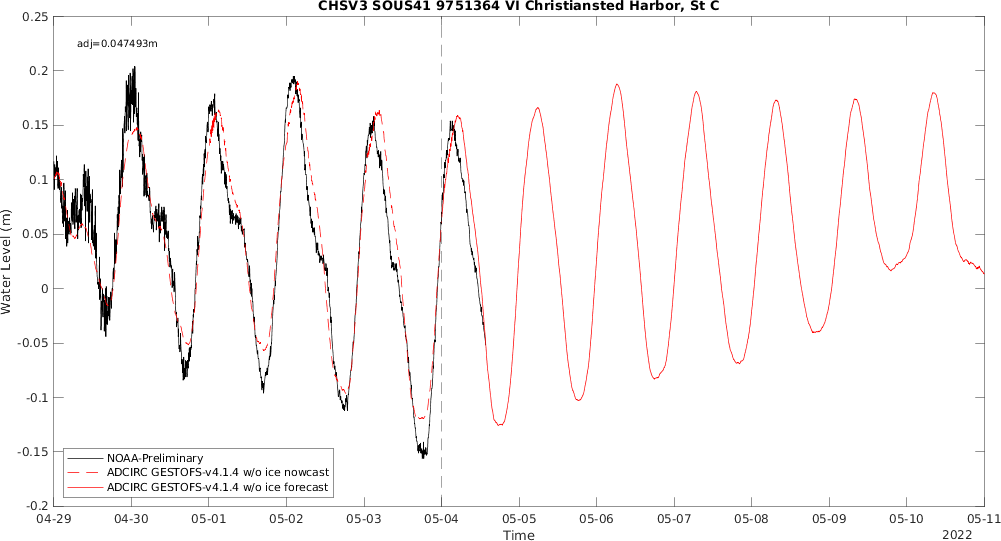 CHSV3 SOUS41 9751364 VI Christiansted Harbor, St C
adj=0.047493m
0.25
0.2
0.15
0.1
0.05
0
-0.05
-0.1
-0.15
-0.2
Water Level (m)
NOAA-Preliminary
ADCIRC GESTOFS-v4.1.4 w/o ice nowcast
ADCIRC GESTOFS-v4.1.4 w/o ice forecast
04-29 04-30 05-01 05-02 05-03 05-04 05-05 05-06 05-07 05-08 05-09 05-10 05-11
Time
2022